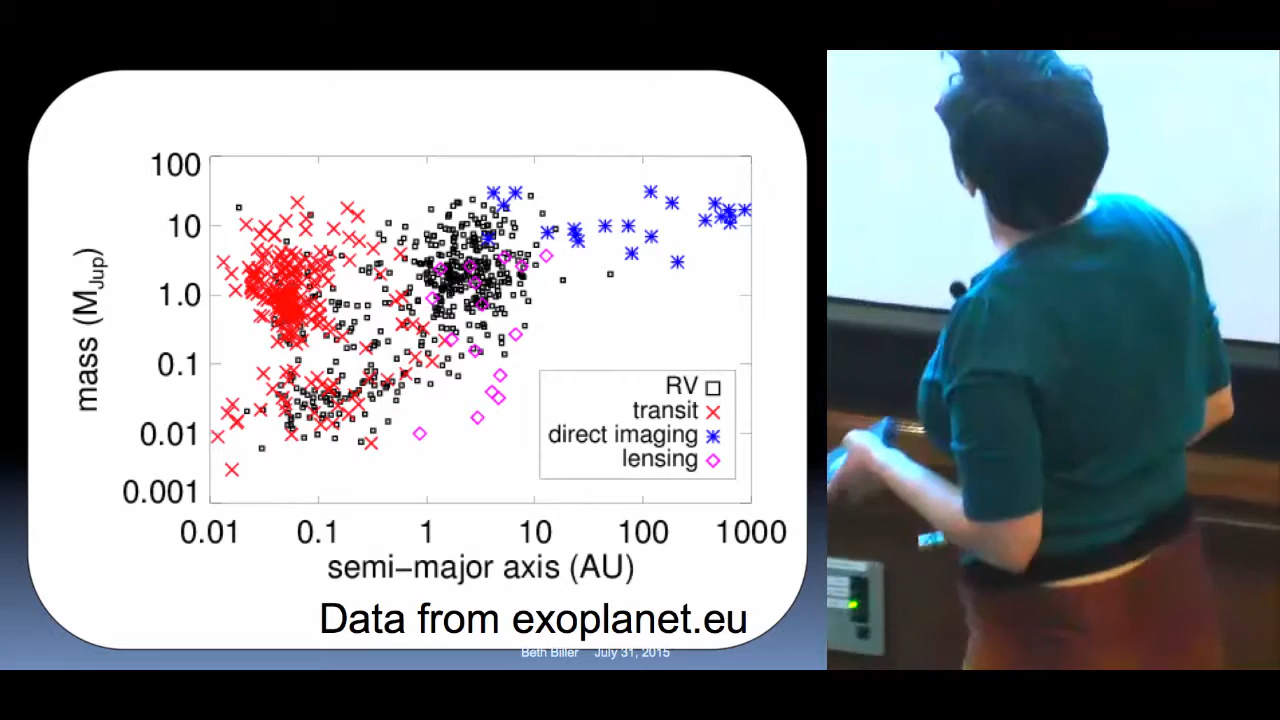 100
10
1.0
0.1
0.01
0.001
mass (MJup)
RV
transit
direct imaging
lensing
0.01 0.1 1 10 100 1000
semi-major axis (AU)
Data from exoplanet.eu
Beth Biller July 31, 2015